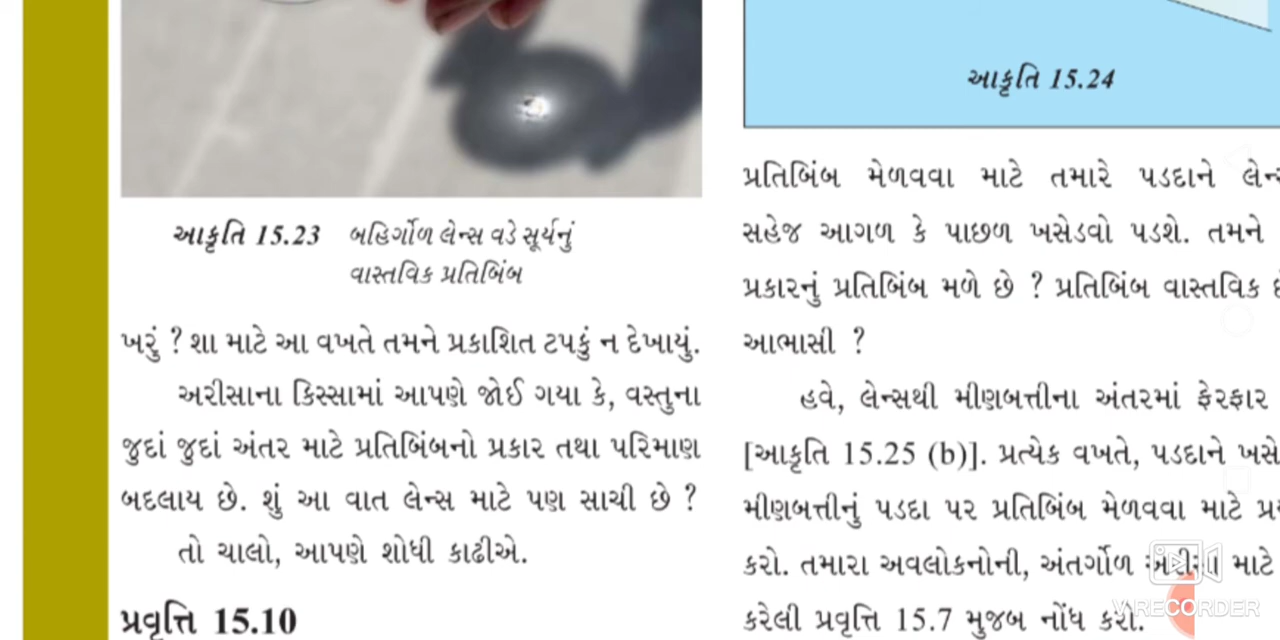 આકૃતિ 15.23 બહિર્ગોળ લેન્સ વડે સૂર્યનું
વાસ્તવિક પ્રતિબિંબ
ખરું ? શા માટે આ વખતે તમને પ્રકાશિત ટપકું ન દેખાયું.
અરીસાના કિસ્સામાં આપણે જોઈ ગયા કે, વસ્તુના
જુદાં જુદાં અંતર માટે પ્રતિબિંબનો પ્રકાર તથા પરિમાણ
બદલાય છે. શું આ વાત લેન્સ માટે પણ સાચી છે ?
તો ચાલો, આપણે શોધી કાઢીએ.
પ્રવૃત્તિ 15.10
આકૃતિ 15.24
પ્રતિબિંબ મેળવવા માટે તમારે પડદાને
સહેજ આગળ કે પાછળ ખસેડવો પડશે. તમને
પ્રકારનું પ્રતિબિંબ મળે છે ? પ્રતિબિંબ વાસ્તવિક
આભાસી ?
હવે, લેન્સથી મીણબત્તીના અંતરમાં ફેરફાર
[આકૃતિ 15.25 (b)]. પ્રત્યેક વખતે, પડદાને
મીણબત્તીનું પડદા પર પ્રતિબિંબ મેળવવા માટે
કરો. તમારા અવલોકનોની, અંતર્ગોળ અરીસા માટે
કરેલી પ્રવૃત્તિ 15.7 મુજબ નોંધ કરો.
V RECORDER